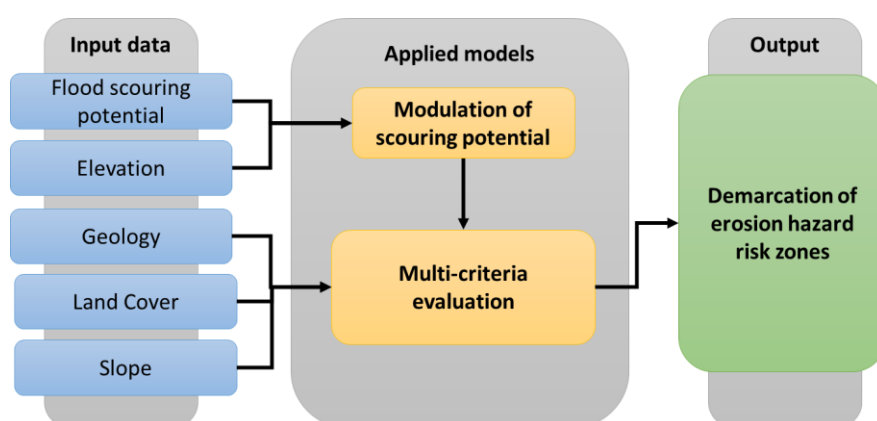 Input data
Flood scouring
potential
Elevation
Geology
Land Cover
Slope
Applied models
Modulation of
scouring potential
Multi-criteria
evaluation
Output
Demarcation of
erosion hazard
risk zones